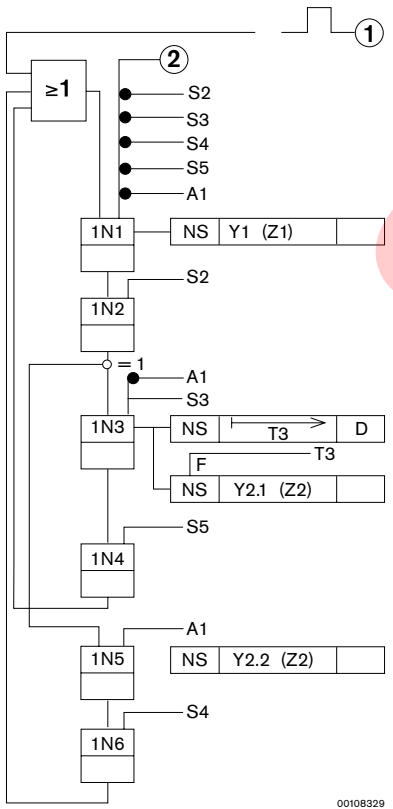 1
2
≥1
S2
S3
S4
S5
A1
1N1 NS Y1 (Z1)
S2
1N2
= 1
A1
S3
1N3 NS T3 D
T3
F
NS Y2.1 (Z2)
S5
1N4
A1
1N5 NS Y2.2 (Z2)
S4
1N6
00108329